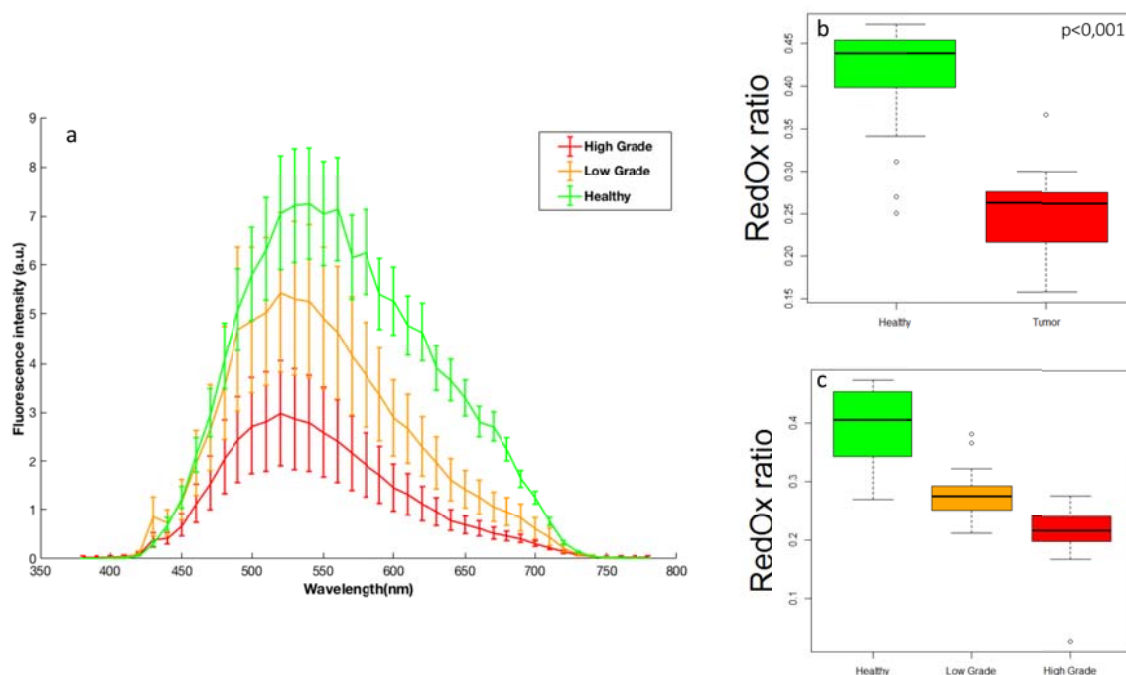 a
9
8
7
6
5
4
3
2
1
0
Fluorescence intensity (a.u.)
350 400 450 500 550 600 650 700 750 800
Wavelength(nm)
High Grade
Low Grade
Healthy
b
p<0,001
RedOx ratio
0.45
0.40
0.35
0.30
0.25
0.20
0.15
Healthy Tumor
c
RedOx ratio
0.4
0.3
0.2
0.1
Healthy Low Grade High Grade